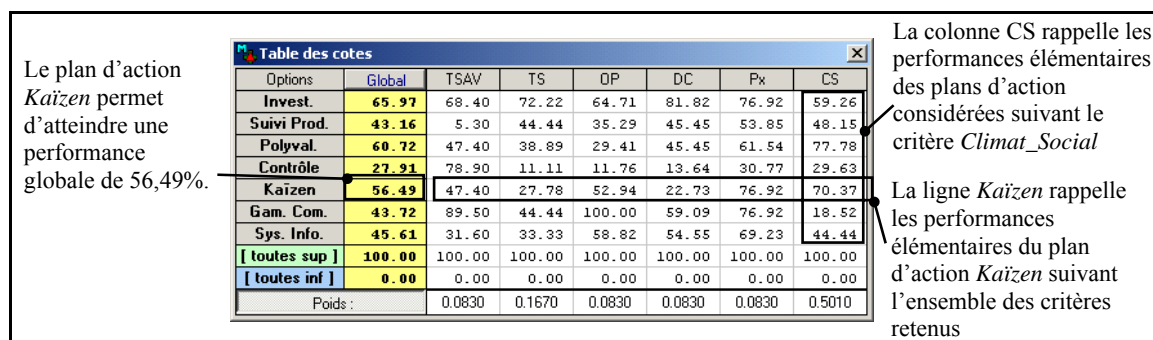 Le plan d'action
Kaïzen permet
d'atteindre une
performance
globale de 56,49%.
Table des cotes
Options Global TSAV TS OP DC Px CS
Invest. 65.97 68.40 72.22 64.71 81.82 76.92 59.26
Suivi Prod. 43.16 5.30 44.44 35.29 45.45 53.85 48.15
Polyval. 60.72 47.40 38.89 29.41 45.45 61.54 77.78
Contrôle 27.91 78.90 11.11 11.76 13.64 30.77 29.63
Kaïzen 56.49 47.40 27.78 52.94 22.73 76.92 70.37
Gam. Com. 43.72 89.50 44.44 100.00 59.09 76.92 18.52
Sys. Info. 45.61 31.60 33.33 58.82 54.55 69.23 44.44
[ toutes sup ] 100.00 100.00 100.00 100.00 100.00 100.00 100.00
[ toutes inf ] 0.00 0.00 0.00 0.00 0.00 0.00 0.00
Poids : 0.0830 0.1670 0.0830 0.0830 0.0830 0.5010
La colonne CS rappelle les
performances élémentaires
des plans d'action
considérées suivant le
critère Climat_Social
La ligne Kaïzen rappelle
les performances
élémentaires du plan
d'action Kaïzen suivant
l'ensemble des critères
retenus